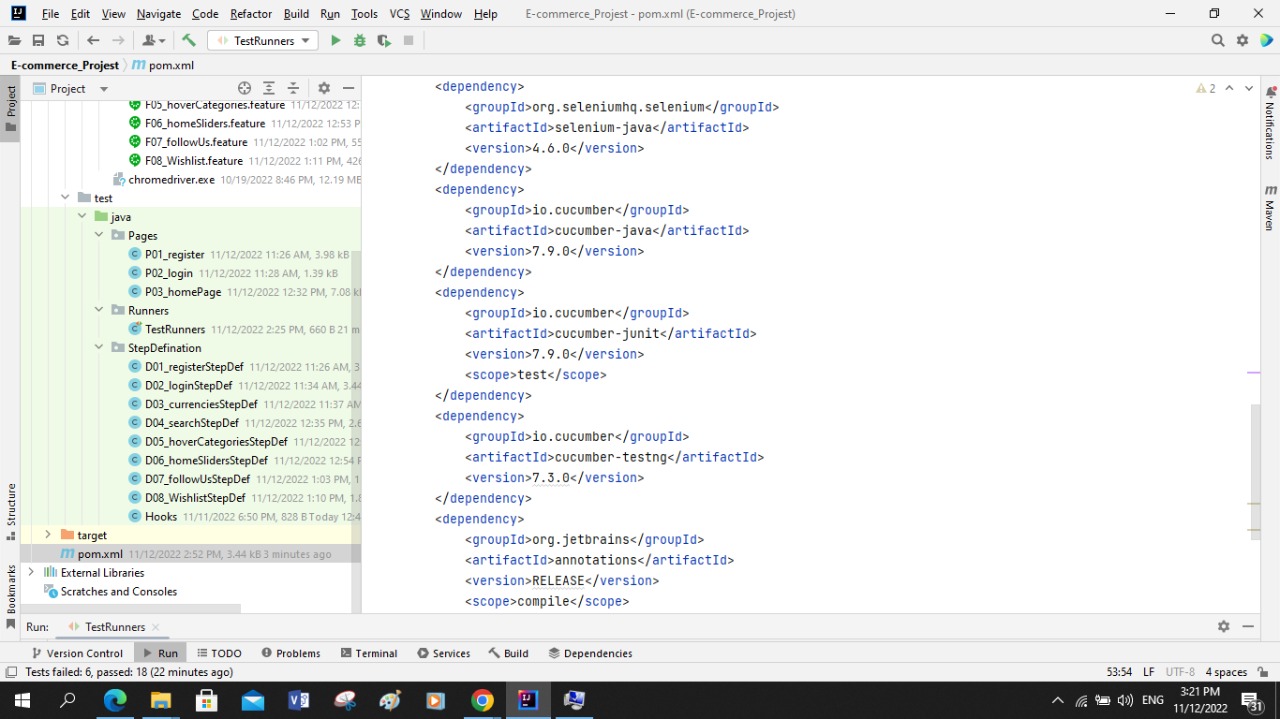 File Edit View Navigate Code Refactor Build Run Tools VCS Window Help E-commerce_Projest - pom.xml (E-commerce_Projest)
TestRunners
E-commerce_Projest m pom.xml
Project
Project
F05_hoverCategories.feature 11/12/2022 12:
F06_homeSliders.feature 11/12/2022 12:53 P
F07_followUs.feature 11/12/2022 1:02 PM, 55
F08_Wishlist.feature 11/12/2022 1:11 PM, 426
chromedriver.exe 10/19/2022 8:46 PM, 12.19 ME
test
java
Pages
P01_register 11/12/2022 11:26 AM, 3.98 kB
P02_login 11/12/2022 11:28 AM, 1.39 kB
P03_homePage 11/12/2022 12:32 PM, 7.08 kl
Runners
TestRunners 11/12/2022 2:25 PM, 660 B 21 m
StepDefination
D01_registerStepDef 11/12/2022 11:26 AM, 3
D02_loginStepDef 11/12/2022 11:34 AM, 3.44
D03_currenciesStepDef 11/12/2022 11:37 AM
D04_searchStepDef 11/12/2022 12:35 PM, 2.6
D05_hoverCategoriesStepDef 11/12/2022 12:
D06_homeSlidersStepDef 11/12/2022 12:54 P
D07_followUsStepDef 11/12/2022 1:03 PM, 1
D08_WishlistStepDef 11/12/2022 1:10 PM, 1.8
Hooks 11/11/2022 6:50 PM, 828 B Today 12:4
target
m pom.xml 11/12/2022 2:52 PM, 3.44 kB 3 minutes ago
External Libraries
Scratches and Consoles
Structure
Bookmarks
<dependency>
<groupId>org.seleniumhq.selenium</groupId>
<artifactId>selenium-java</artifactId>
<version>4.6.0</version>
</dependency>
<dependency>
<groupId>io.cucumber</groupId>
<artifactId>cucumber-java</artifactId>
<version>7.9.0</version>
</dependency>
<dependency>
<groupId>io.cucumber</groupId>
<artifactId>cucumber-junit</artifactId>
<version>7.9.0</version>
<scope>test</scope>
</dependency>
<dependency>
<groupId>io.cucumber</groupId>
<artifactId>cucumber-testng</artifactId>
<version>7.3.0</version>
</dependency>
<dependency>
<groupId>org.jetbrains</groupId>
<artifactId>annotations</artifactId>
<version>RELEASE</version>
<scope>compile</scope>
2
Notifications
m Maven
Run: TestRunners
Version Control Run TODO Problems Terminal Services Build Dependencies
Tests failed: 6, passed: 18 (22 minutes ago) 53:54 LF UTF-8 4 spaces
ENG 3:21 PM
11/12/2022 31